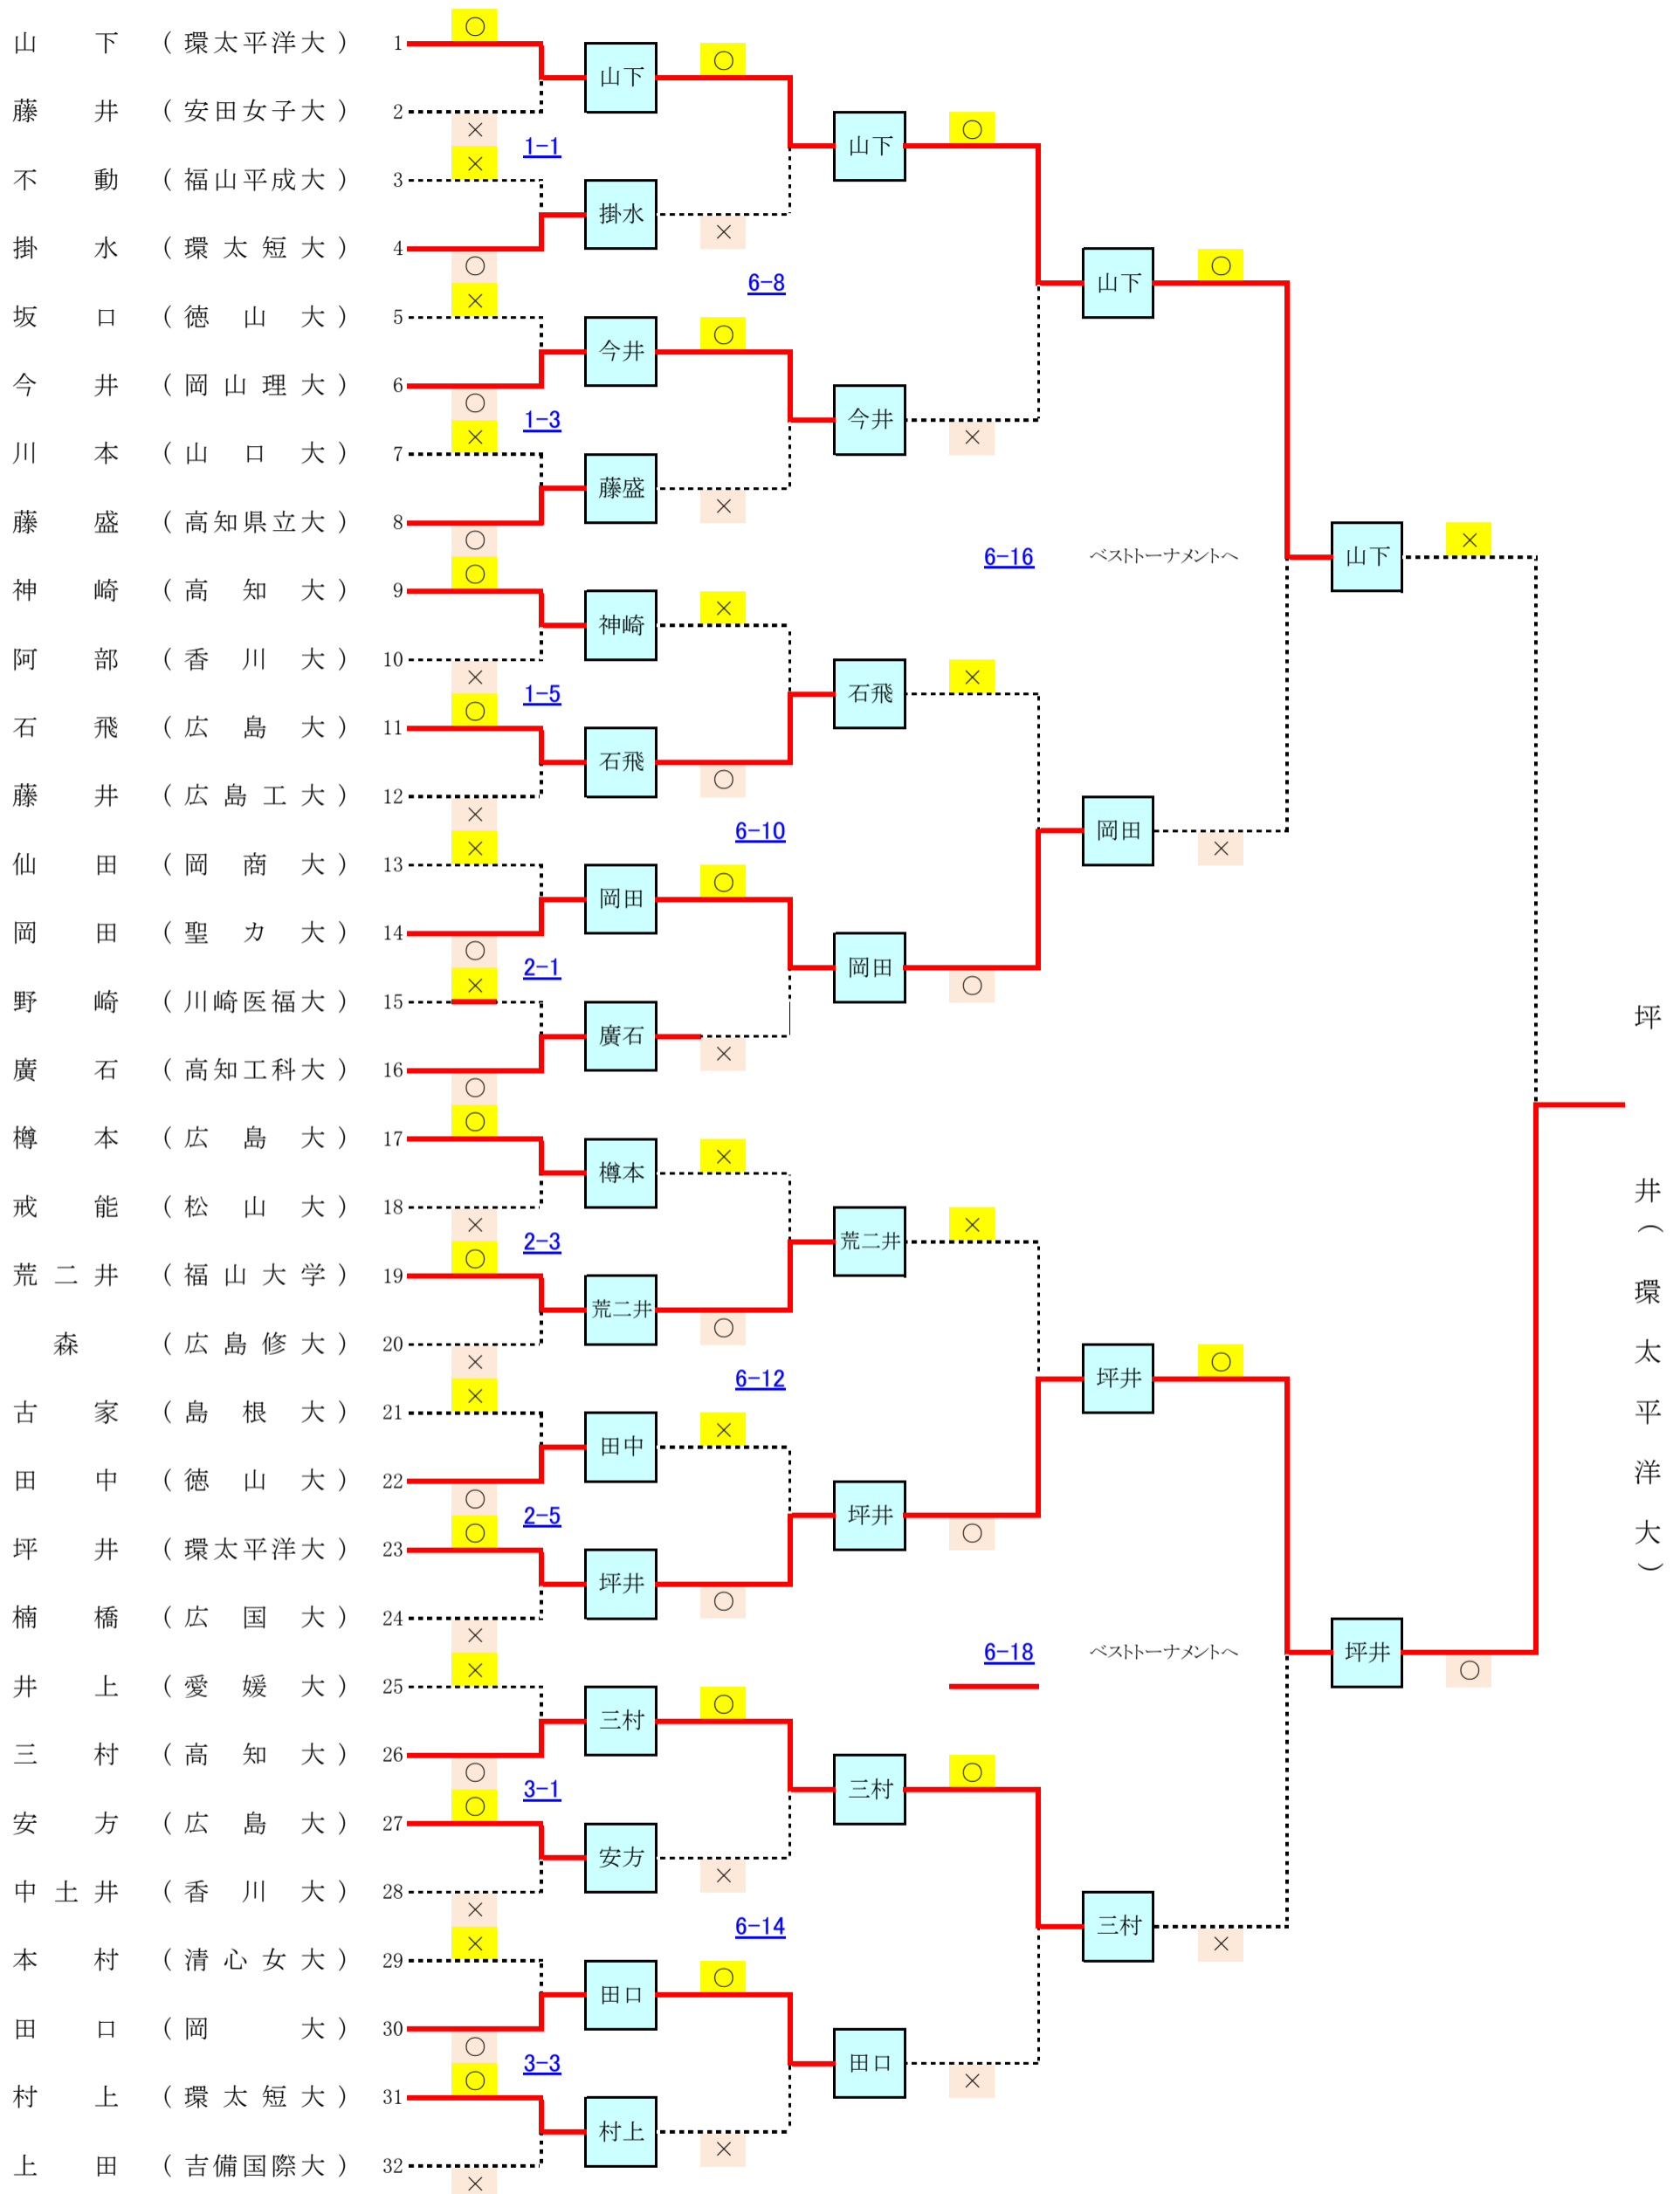 山下（環太平洋大） 1 ○
藤井（安田女子大） 2 ×
山下 ○
1-1
不動（福山平成大） 3 ×
掛水（環太短大） 4 ○
掛水 ×
山下 ○
6-8
坂口（徳山大） 5 ×
今井（岡山理大） 6 ○
今井 ○
1-3
川本（山口大） 7 ×
藤盛（高知県立大） 8 ○
藤盛 ×
今井 ×
山下 ○
6-16 ベストトーナメントへ
神崎（高知大） 9 ○
阿部（香川大） 10 ×
神崎 ×
1-5
石飛（広島大） 11 ○
藤井（広島工大） 12 ×
石飛 ○
石飛 ×
6-10
仙田（岡商大） 13 ×
岡田（聖カ大） 14 ○
岡田 ○
2-1
野崎（川崎医福大） 15 ×
廣石（高知工科大） 16 ○
廣石 ×
岡田 ○
岡田 ×
山下 ×
樽本（広島大） 17 ○
戒能（松山大） 18 ×
樽本 ×
2-3
荒二井（福山大学） 19 ○
森（広島修大） 20 ×
荒二井 ○
荒二井 ×
6-12
古家（島根大） 21 ×
田中（徳山大） 22 ○
田中 ×
2-5
坪井（環太平洋大） 23 ○
楠橋（広国大） 24 ×
坪井 ○
坪井 ○
坪井 ○
6-18 ベストトーナメントへ
井上（愛媛大） 25 ×
三村（高知大） 26 ○
三村 ○
3-1
安方（広島大） 27 ○
中土井（香川大） 28 ×
安方 ×
三村 ○
6-14
本村（清心女大） 29 ×
田口（岡大） 30 ○
田口 ○
3-3
村上（環太短大） 31 ○
上田（吉備国際大） 32 ×
村上 ×
田口 ×
三村 ×
坪井 ○
坪井（環太平洋大）